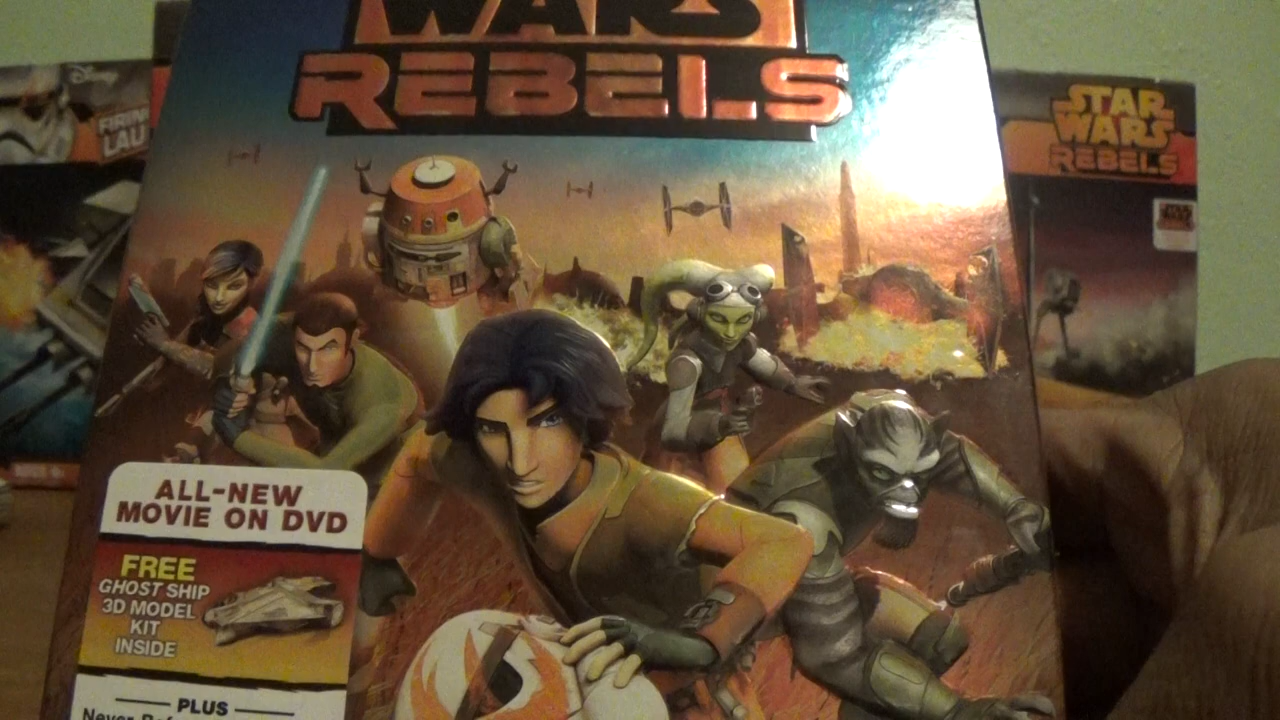 WARS
REBELS
ALL-NEW
MOVIE ON DVD
FREE
GHOST SHIP
3D MODEL
KIT
INSIDE
PLUS
Disney
STAR
WARS
REBELS